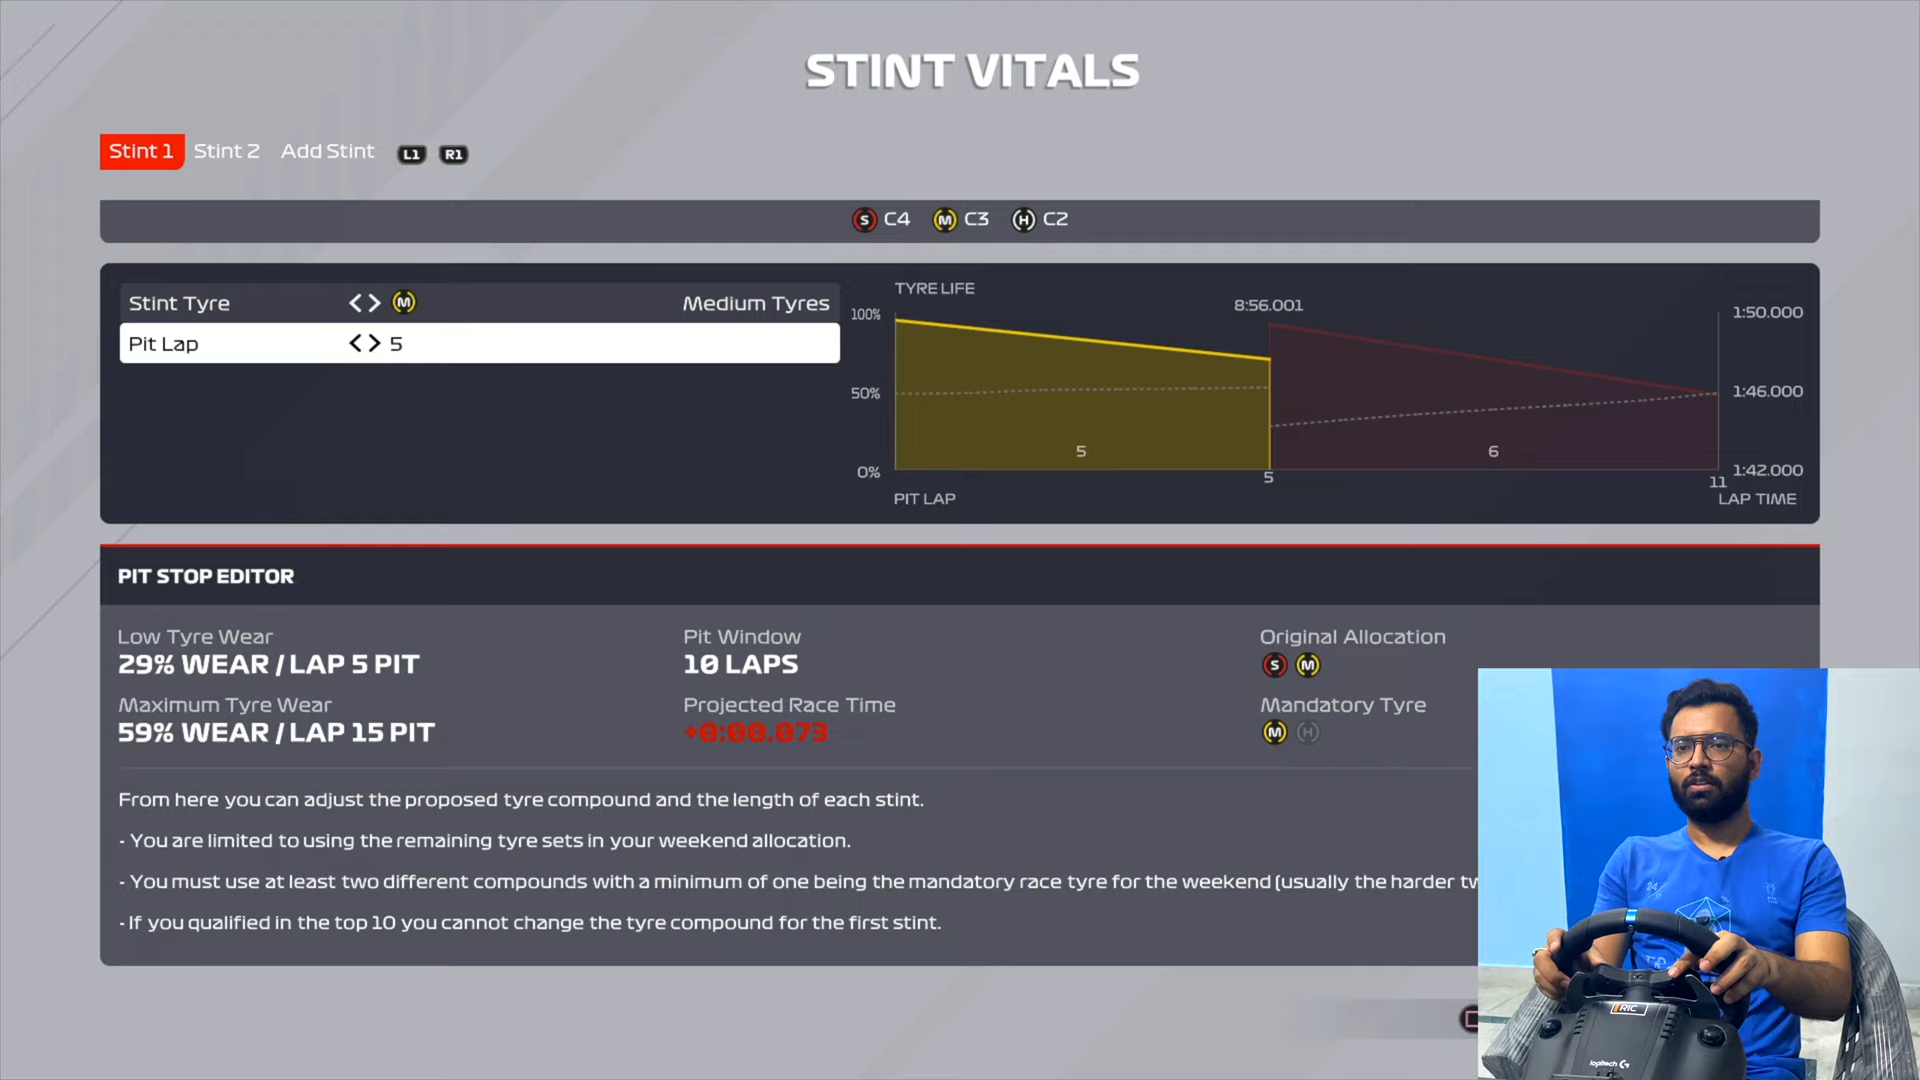 STINT VITALS
Stint 1 Stint 2 Add Stint L1 R1
S C4 M C3 H C2
Stint Tyre < > M Medium Tyres
Pit Lap < > 5
TYRE LIFE
8:56.001
100%
50%
0%
1:50.000
1:46.000
1:42.000
5
6
5
11
PIT LAP
LAP TIME
PIT STOP EDITOR
Low Tyre Wear
29% WEAR / LAP 5 PIT
Maximum Tyre Wear
59% WEAR / LAP 15 PIT
Pit Window
10 LAPS
Projected Race Time
+0:00.073
Original Allocation
S M
Mandatory Tyre
M H
From here you can adjust the proposed tyre compound and the length of each stint.
- You are limited to using the remaining tyre sets in your weekend allocation.
- You must use at least two different compounds with a minimum of one being the mandatory race tyre for the weekend (usually the harder tw
- If you qualified in the top 10 you cannot change the tyre compound for the first stint.
RIC
logitech G